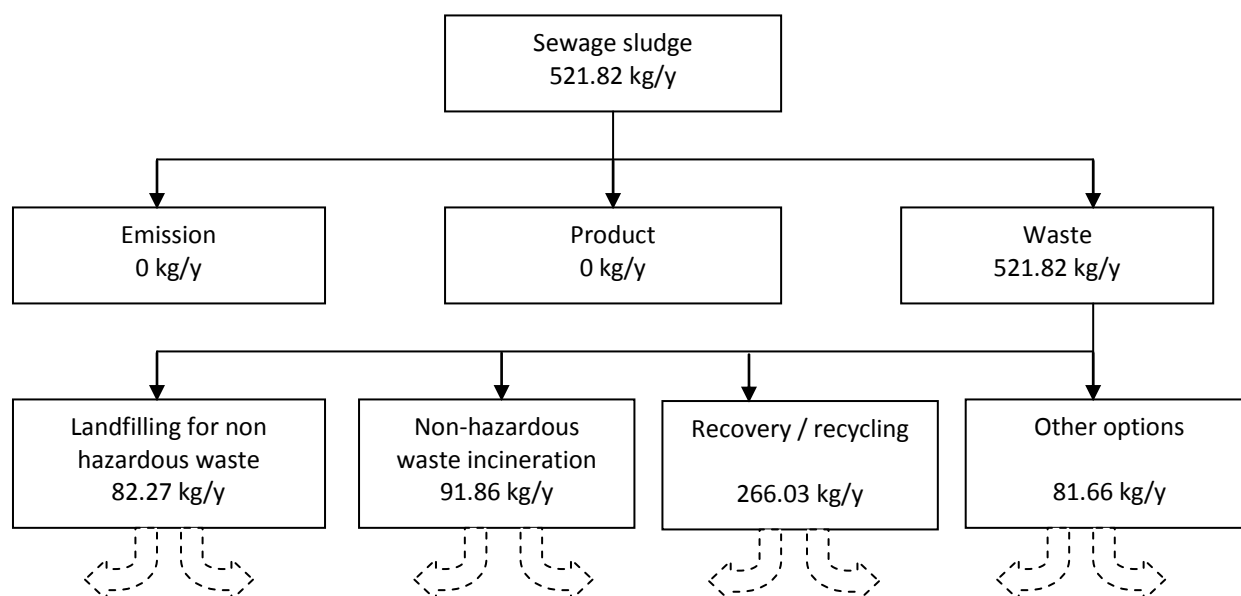 Sewage sludge
521.82 kg/y
Emission
0 kg/y
Product
0 kg/y
Waste
521.82 kg/y
Landfilling for non
hazardous waste
82.27 kg/y
Non-hazardous
waste incineration
91.86 kg/y
Recovery / recycling
266.03 kg/y
Other options
81.66 kg/y